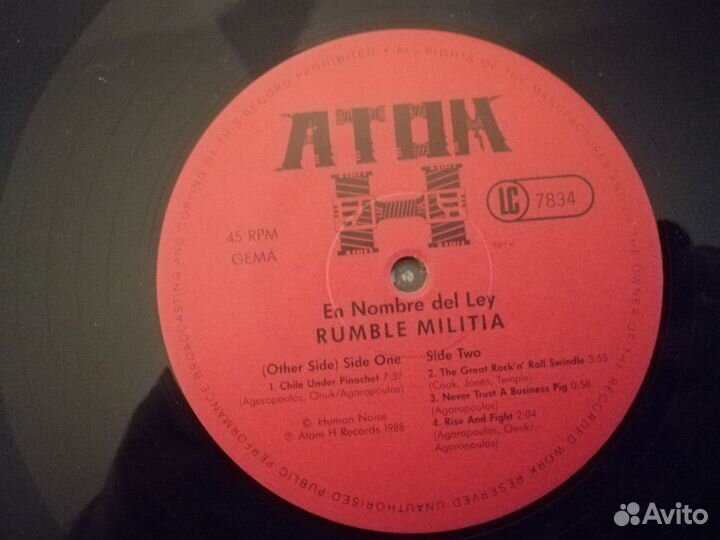 ATOM
H
LC 7834
45 RPM
GEMA
En Nombre del Ley
RUMBLE MILITIA
(Other Side) Side One
1. Chile Under Pinochet 7:37
(Agoropoulos, Onuk/Agoropoulos)
Side Two
2. The Great Rock'n' Roll Swindle 3:55
(Cook, Jones, Temple)
3. Never Trust A Business Pig 0:58
(Agoropoulos)
4. Rise And Fight 2:04
(Agoropoulos, Onuk/
Agoropoulos)
© Human Noise
℗ Atom H Records 1988
ALL RIGHTS OF THE MANUFACTURER AND OF THE OWNER OF THE RECORDED WORK RESERVED UNAUTHORISED PUBLIC PERFORMANCE BROADCASTING AND COPYING OF THIS RECORD PROHIBITED •
Avito